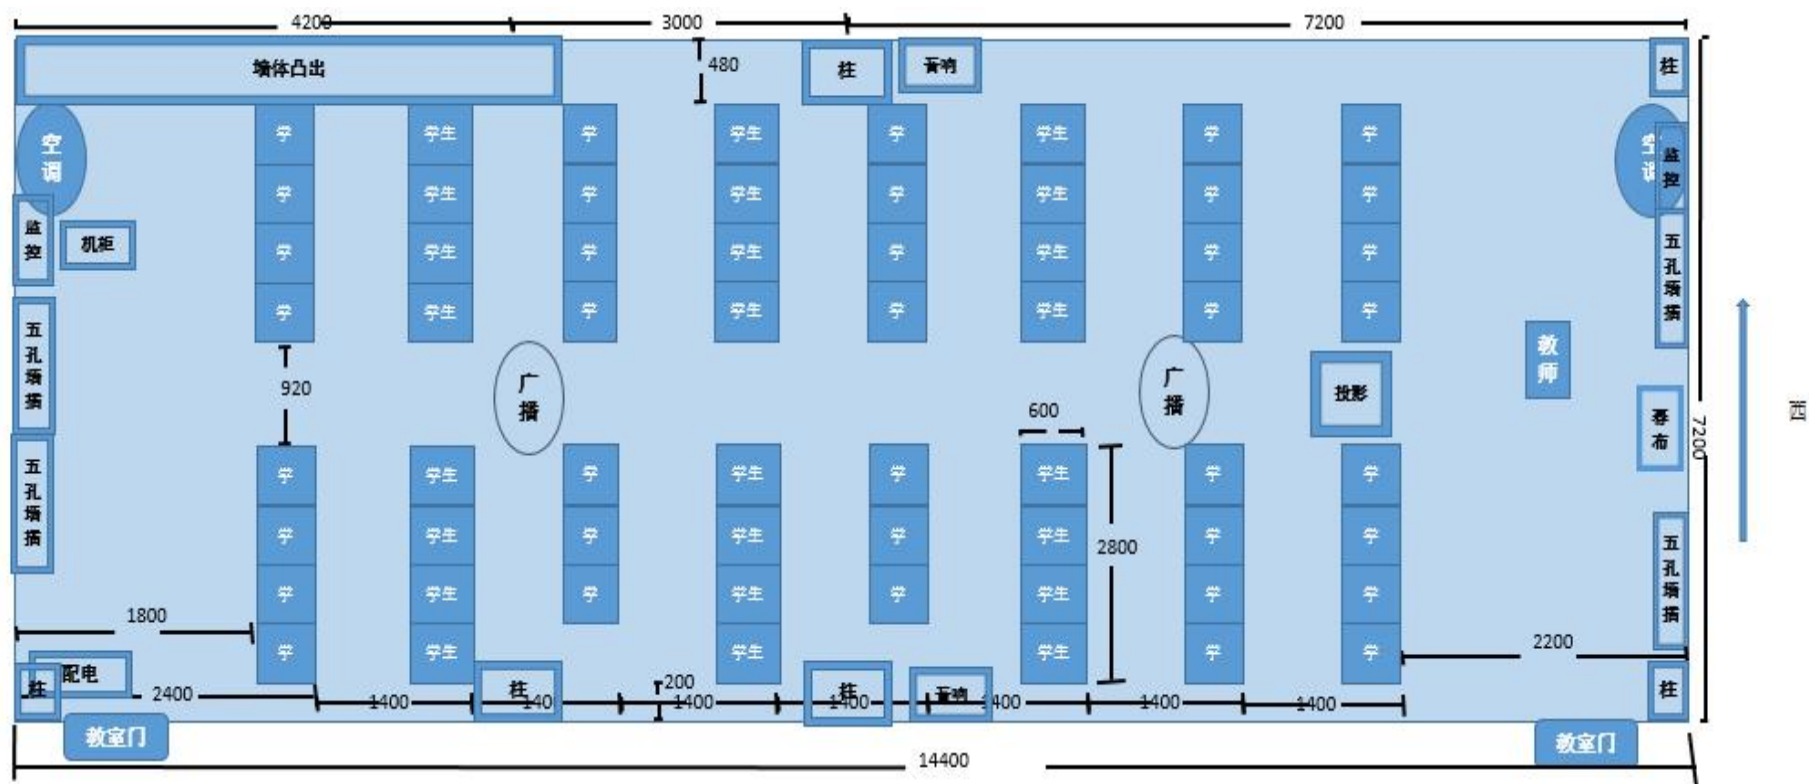 4200 3000 7200
墙体凸出 480 柱 音响 柱
学 学生 学 学生 学 学生 学 学
空调 空调 监控
学 学生 学 学生 学 学生 学 学
监控 机柜 学 学生 学 学生 学 学生 学 学 五孔墙插
学 学生 学 学生 学 学生 学 学
五孔墙插 920 广播 广播 投影 教师
600 幕布 西
7200
五孔墙插 学 学生 学 学生 学 学生 学 学
学 学生 学 学生 学 学生 2800 学 学 五孔墙插
学 学生 学 学生 学 学生 学 学
1800 2200
学 学生 学生 学生 学 学
配电 柱 柱 200 柱 音响 柱
2400 1400 1400 1400 1400 1400 1400 1400
教室门 教室门
14400